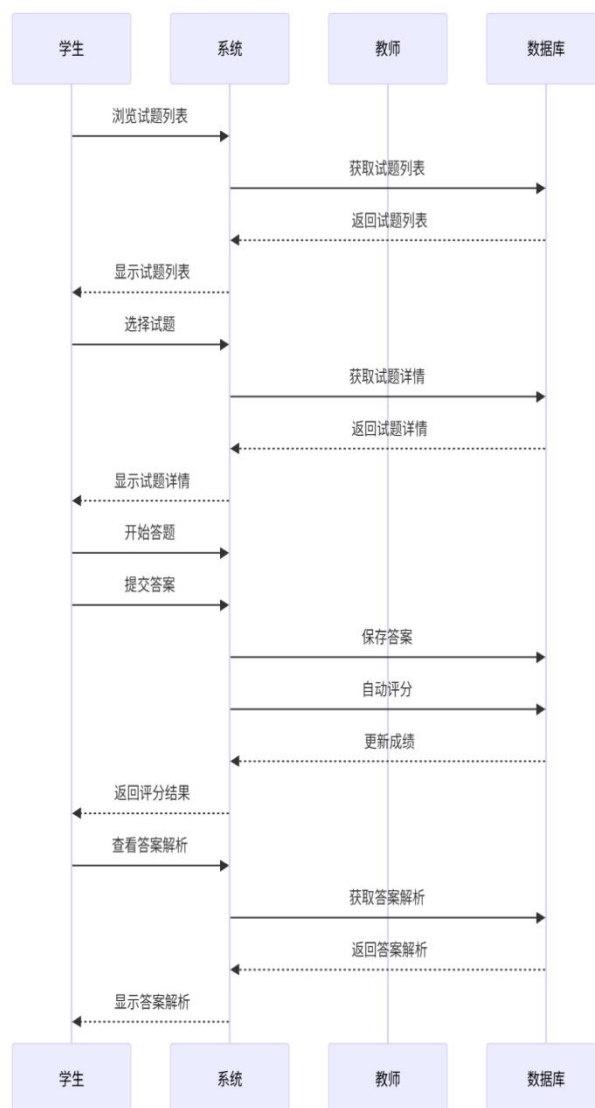 学生 系统 教师 数据库
浏览试题列表
获取试题列表
返回试题列表
显示试题列表
选择试题
获取试题详情
返回试题详情
显示试题详情
开始答题
提交答案
保存答案
自动评分
更新成绩
返回评分结果
查看答案解析
获取答案解析
返回答案解析
显示答案解析
学生 系统 教师 数据库